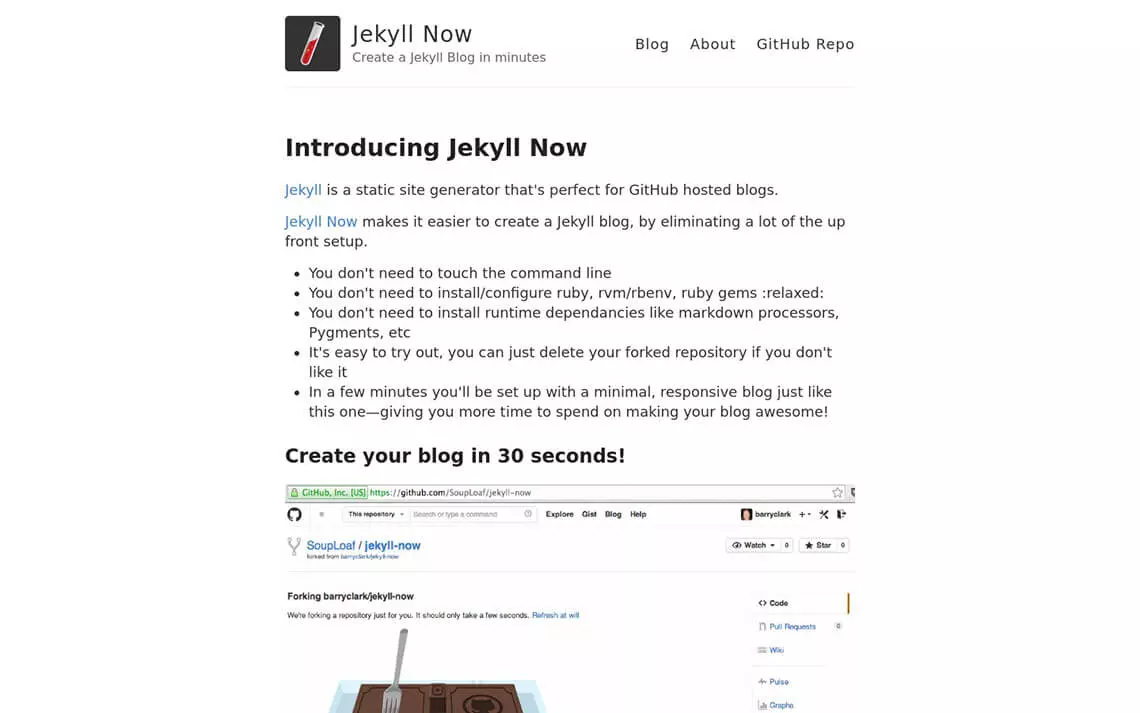 Jekyll Now
Create a Jekyll Blog in minutes
Blog About GitHub Repo
Introducing Jekyll Now
Jekyll is a static site generator that's perfect for GitHub hosted blogs.
Jekyll Now makes it easier to create a Jekyll blog, by eliminating a lot of the up
front setup.
You don't need to touch the command line
You don't need to install/configure ruby, rvm/rbenv, ruby gems :relaxed:
You don't need to install runtime dependancies like markdown processors,
Pygments, etc
It's easy to try out, you can just delete your forked repository if you don't
like it
In a few minutes you'll be set up with a minimal, responsive blog just like
this one—giving you more time to spend on making your blog awesome!
Create your blog in 30 seconds!
GitHub, Inc. [US] https://github.com/SoupLoaf/jekyll-now
This repository Search or type a command Explore Gist Blog Help barryclark
SoupLoaf / jekyll-now Watch 0 Star 0
forked from barryclark/jekyll-now
Forking barryclark/jekyll-now
We're forking a repository just for you. It should only take a few seconds. Refresh at will
Code
Pull Requests 0
Wiki
Pulse
Graphs